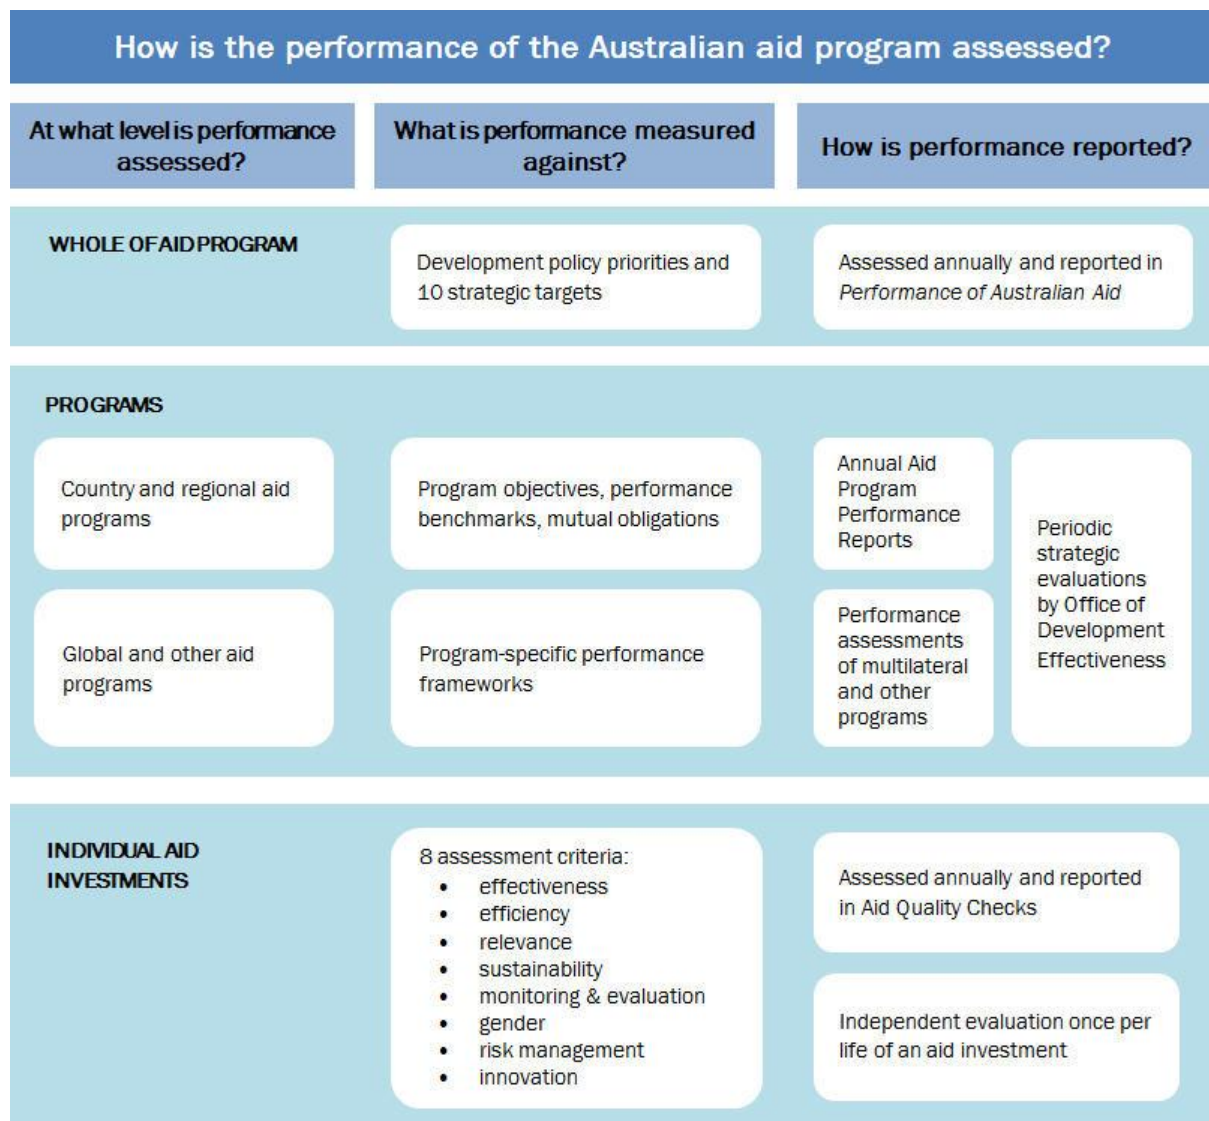 How is the performance of the Australian aid program assessed?
At what level is performance
assessed?
What is performance measured
against?
How is performance reported?
WHOLE OF AID PROGRAM
Development policy priorities and
10 strategic targets
Assessed annually and reported in
Performance of Australian Aid
PROGRAMS
Country and regional aid
programs
Program objectives, performance
benchmarks, mutual obligations
Annual Aid
Program
Performance
Reports
Global and other aid
programs
Program-specific performance
frameworks
Performance
assessments
of multilateral
and other
programs
Periodic
strategic
evaluations
by Office of
Development
Effectiveness
INDIVIDUAL AID
INVESTMENTS
8 assessment criteria:
• effectiveness
• efficiency
• relevance
• sustainability
• monitoring & evaluation
• gender
• risk management
• innovation
Assessed annually and reported
in Aid Quality Checks
Independent evaluation once per
life of an aid investment